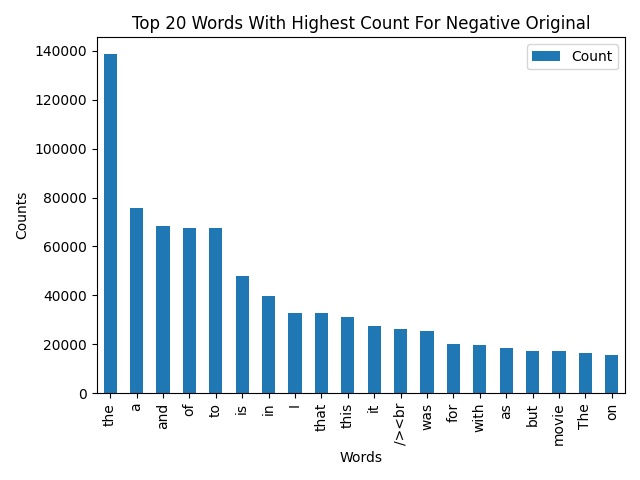 Top 20 Words With Highest Count For Negative Original
Count
140000
120000
100000
80000
60000
40000
20000
0
Counts
the
a
and
of
to
is
in
I
that
this
it
/><br
was
for
with
as
but
movie
The
on
Words